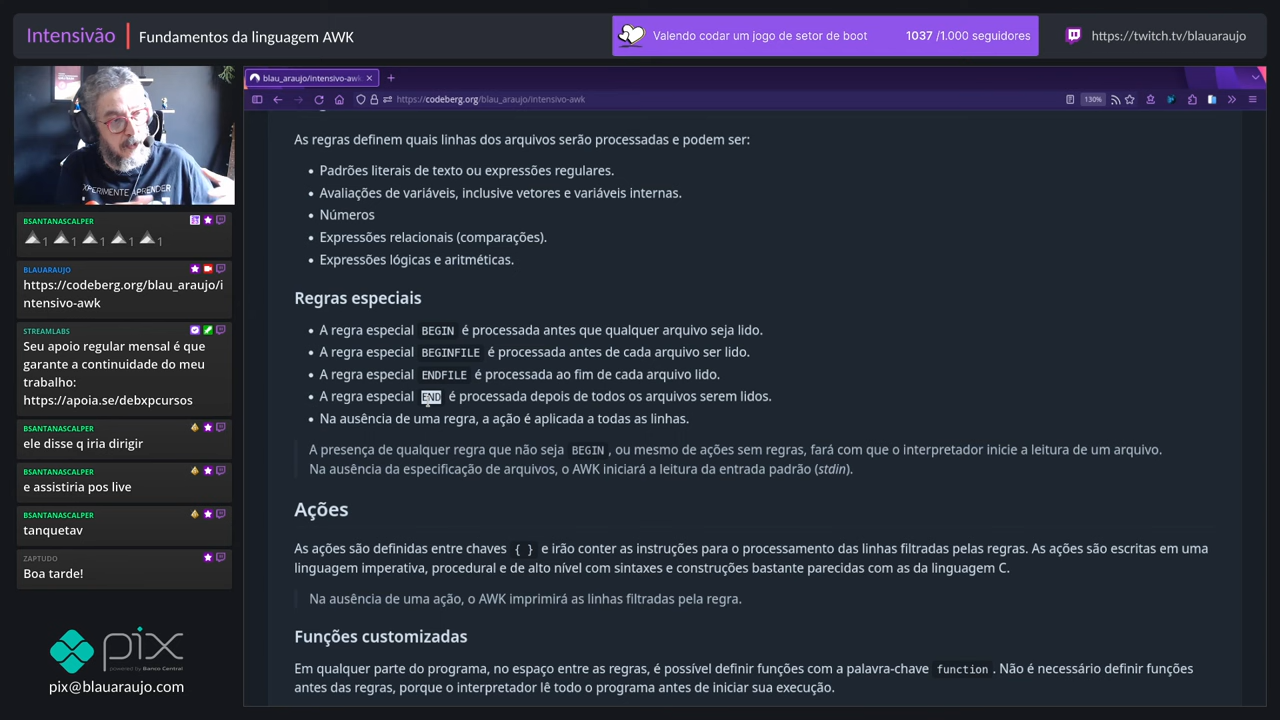 Intensivão
Fundamentos da linguagem AWK
Valendo codar um jogo de setor de boot
1037 /1.000 seguidores
https://twitch.tv/blauaraujo
blau_araujo/intensivo-awk
https://codeberg.org/blau_araujo/intensivo-awk
130%
XPERIMENTE APRENDER
BSANTANASCALPER
1 1 1 1 1
BLAUARAUJO
https://codeberg.org/blau_araujo/i
ntensivo-awk
STREAMLABS
Seu apoio regular mensal é que
garante a continuidade do meu
trabalho:
https://apoia.se/debxpcursos
BSANTANASCALPER
ele disse q iria dirigir
BSANTANASCALPER
e assistiria pos live
BSANTANASCALPER
tanquetav
ZAPTUDO
Boa tarde!
pix
powered by Banco Central
pix@blauaraujo.com
As regras definem quais linhas dos arquivos serão processadas e podem ser:
• Padrões literais de texto ou expressões regulares.
• Avaliações de variáveis, inclusive vetores e variáveis internas.
• Números
• Expressões relacionais (comparações).
• Expressões lógicas e aritméticas.
Regras especiais
• A regra especial BEGIN é processada antes que qualquer arquivo seja lido.
• A regra especial BEGINFILE é processada antes de cada arquivo ser lido.
• A regra especial ENDFILE é processada ao fim de cada arquivo lido.
• A regra especial END é processada depois de todos os arquivos serem lidos.
• Na ausência de uma regra, a ação é aplicada a todas as linhas.
A presença de qualquer regra que não seja BEGIN , ou mesmo de ações sem regras, fará com que o interpretador inicie a leitura de um arquivo.
Na ausência da especificação de arquivos, o AWK iniciará a leitura da entrada padrão (stdin).
Ações
As ações são definidas entre chaves { } e irão conter as instruções para o processamento das linhas filtradas pelas regras. As ações são escritas em uma
linguagem imperativa, procedural e de alto nível com sintaxes e construções bastante parecidas com as da linguagem C.
Na ausência de uma ação, o AWK imprimirá as linhas filtradas pela regra.
Funções customizadas
Em qualquer parte do programa, no espaço entre as regras, é possível definir funções com a palavra-chave function . Não é necessário definir funções
antes das regras, porque o interpretador lê todo o programa antes de iniciar sua execução.